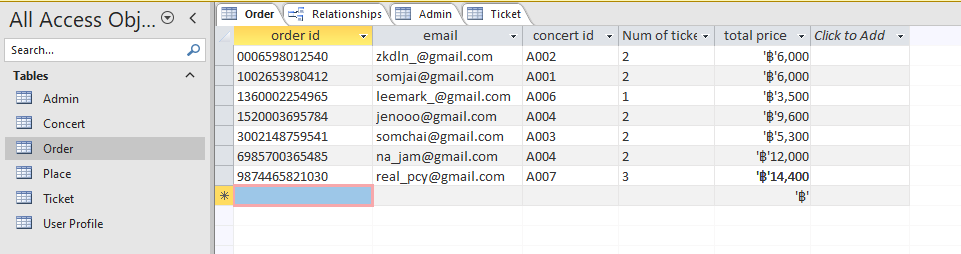 All Access Obj...
Search...
Tables
Admin
Concert
Order
Place
Ticket
User Profile
Order Relationships Admin Ticket
order id email concert id Num of ticke total price Click to Add
0006598012540 zkdln_@gmail.com A002 2 '฿'6,000
1002653980412 somjai@gmail.com A001 2 '฿'6,000
1360002254965 leemark_@gmail.com A006 1 '฿'3,500
1520003695784 jenooo@gmail.com A004 2 '฿'9,600
3002148759541 somchai@gmail.com A003 2 '฿'5,300
6985700365485 na_jam@gmail.com A004 2 '฿'12,000
9874465821030 real_pcy@gmail.com A007 3 '฿'14,400
'฿'